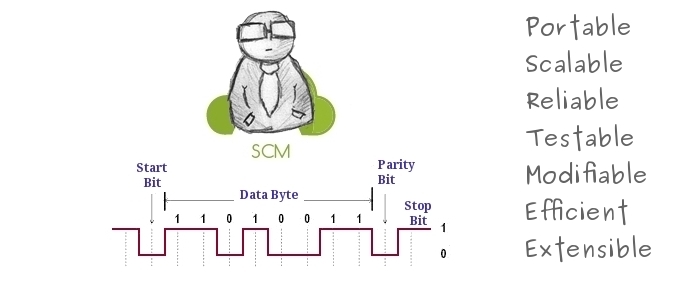 SCM
Start
Bit
Data Byte
Parity
Bit
Stop
Bit
1 1 0 1 0 0 1 1
1
0
Portable
Scalable
Reliable
Testable
Modifiable
Efficient
Extensible